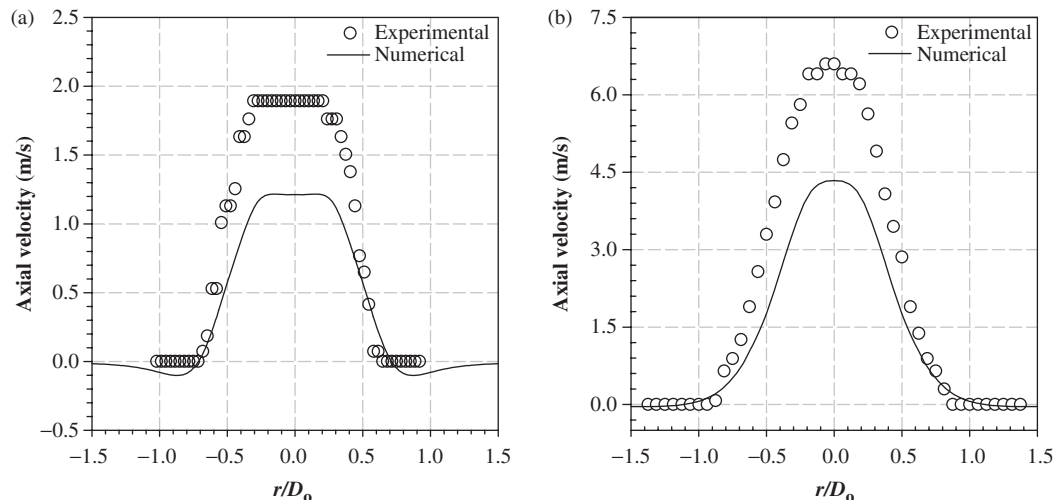 (a)
2.5
2.0
1.5
1.0
0.5
0.0
−0.5
Axial velocity (m/s)
Experimental
Numerical
−1.5 −1.0 −0.5 0.0 0.5 1.0 1.5
r/Do
(b)
7.5
6.0
4.5
3.0
1.5
0.0
Axial velocity (m/s)
Experimental
Numerical
−1.5 −1.0 −0.5 0.0 0.5 1.0 1.5
r/Do